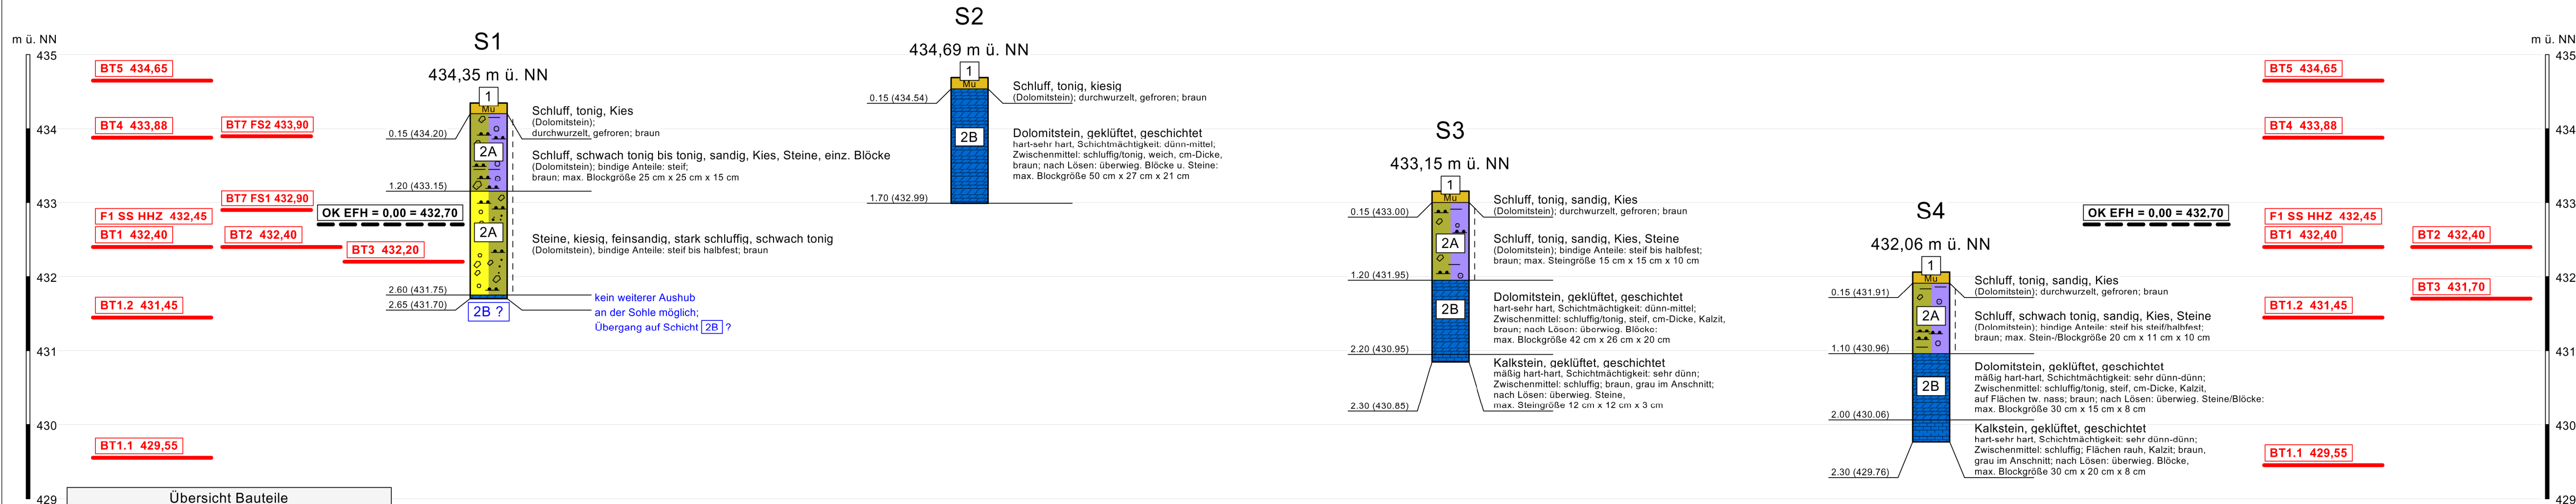 m ü. NN
435
434
433
432
431
430
429
BT5 434,65
BT4 433,88
BT7 FS2 433,90
BT7 FS1 432,90
F1 SS HHZ 432,45
OK EFH = 0,00 = 432,70
BT1 432,40
BT2 432,40
BT3 432,20
BT1.2 431,45
BT1.1 429,55
Übersicht Bauteile
S1
434,35 m ü. NN
1
Mu
2A
2A
2B ?
0.15 (434.20)
1.20 (433.15)
2.60 (431.75)
2.65 (431.70)
Schluff, tonig, Kies
(Dolomitstein);
durchwurzelt, gefroren; braun
Schluff, schwach tonig bis tonig, sandig, Kies, Steine, einz. Blöcke
(Dolomitstein); bindige Anteile: steif;
braun; max. Blockgröße 25 cm x 25 cm x 15 cm
Steine, kiesig, feinsandig, stark schluffig, schwach tonig
(Dolomitstein), bindige Anteile: steif bis halbfest; braun
kein weiterer Aushub
an der Sohle möglich;
Übergang auf Schicht 2B ?
S2
434,69 m ü. NN
1
Mu
2B
0.15 (434.54)
1.70 (432.99)
Schluff, tonig, kiesig
(Dolomitstein); durchwurzelt, gefroren; braun
Dolomitstein, geklüftet, geschichtet
hart-sehr hart, Schichtmächtigkeit: dünn-mittel;
Zwischenmittel: schluffig/tonig, weich, cm-Dicke,
braun; nach Lösen: überwieg. Blöcke u. Steine:
max. Blockgröße 50 cm x 27 cm x 21 cm
S3
433,15 m ü. NN
1
Mu
2A
2B
0.15 (433.00)
1.20 (431.95)
2.20 (430.95)
2.30 (430.85)
Schluff, tonig, sandig, Kies
(Dolomitstein); durchwurzelt, gefroren; braun
Schluff, tonig, sandig, Kies, Steine
(Dolomitstein); bindige Anteile: steif bis halbfest;
braun; max. Steingröße 15 cm x 15 cm x 10 cm
Dolomitstein, geklüftet, geschichtet
hart-sehr hart, Schichtmächtigkeit: dünn-mittel;
Zwischenmittel: schluffig/tonig, steif, cm-Dicke, Kalzit,
braun; nach Lösen: überwieg. Blöcke:
max. Blockgröße 42 cm x 26 cm x 20 cm
Kalkstein, geklüftet, geschichtet
mäßig hart-hart, Schichtmächtigkeit: sehr dünn;
Zwischenmittel: schluffig; braun, grau im Anschnitt;
nach Lösen: überwieg. Steine,
max. Steingröße 12 cm x 12 cm x 3 cm
S4
432,06 m ü. NN
1
Mu
2A
2B
0.15 (431.91)
1.10 (430.96)
2.00 (430.06)
2.30 (429.76)
Schluff, tonig, sandig, Kies
(Dolomitstein); durchwurzelt, gefroren; braun
Schluff, schwach tonig, sandig, Kies, Steine
(Dolomitstein); bindige Anteile: steif bis steif/halbfest;
braun; max. Stein-/Blockgröße 20 cm x 11 cm x 10 cm
Dolomitstein, geklüftet, geschichtet
mäßig hart-hart, Schichtmächtigkeit: sehr dünn-dünn;
Zwischenmittel: schluffig/tonig, steif, cm-Dicke, Kalzit,
auf Flächen tw. nass; braun; nach Lösen: überwieg. Steine/Blöcke:
max. Blockgröße 30 cm x 15 cm x 8 cm
Kalkstein, geklüftet, geschichtet
hart-sehr hart, Schichtmächtigkeit: sehr dünn-dünn;
Zwischenmittel: schluffig; Flächen rauh, Kalzit; braun,
grau im Anschnitt; nach Lösen: überwieg. Blöcke,
max. Blockgröße 30 cm x 20 cm x 8 cm
OK EFH = 0,00 = 432,70
BT5 434,65
BT4 433,88
F1 SS HHZ 432,45
BT1 432,40
BT2 432,40
BT3 431,70
BT1.2 431,45
BT1.1 429,55
m ü. NN
435
434
433
432
431
430
429